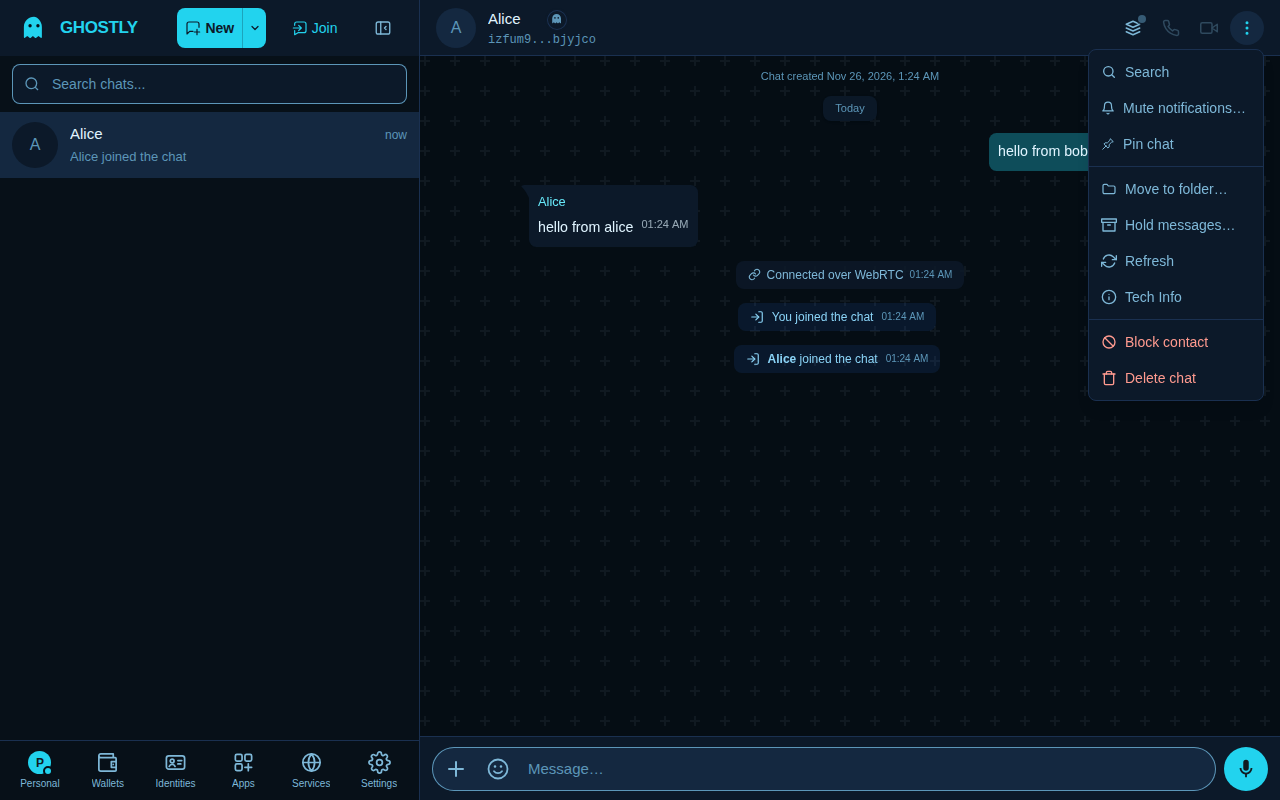 GHOSTLY
New
Join
Search chats...
A
Alice
now
Alice joined the chat
P
Personal
Wallets
Identities
Apps
Services
Settings
A
Alice
izfum9...bjyjco
Chat created Nov 26, 2026, 1:24 AM
Today
hello from bob
Alice
hello from alice 01:24 AM
Connected over WebRTC 01:24 AM
You joined the chat 01:24 AM
Alice joined the chat 01:24 AM
Search
Mute notifications…
Pin chat
Move to folder…
Hold messages…
Refresh
Tech Info
Block contact
Delete chat
Message…